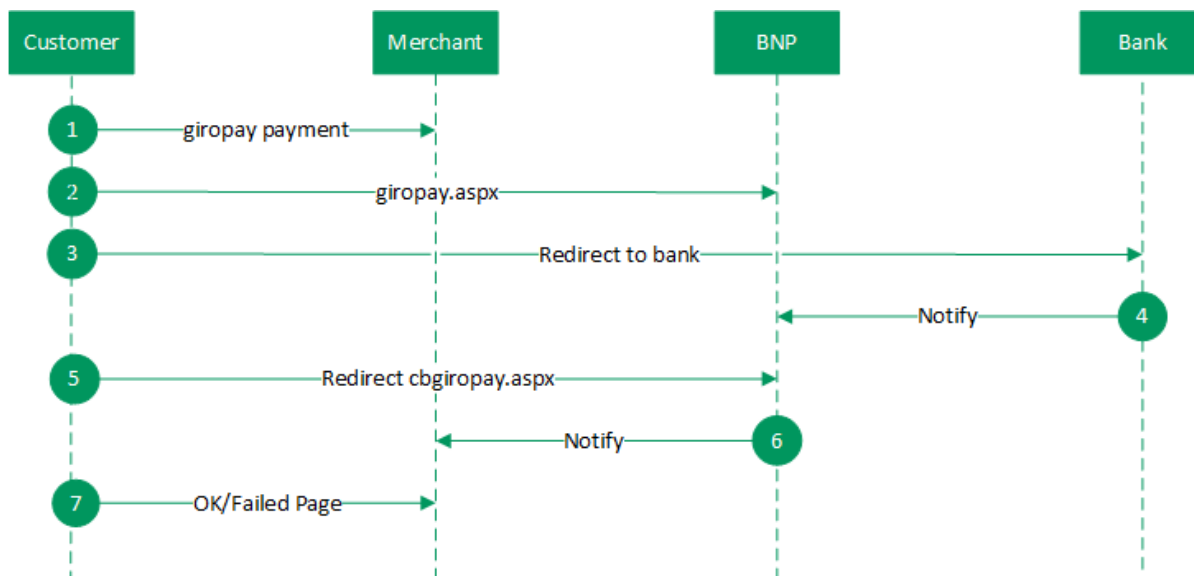 Customer Merchant BNP Bank
1 giropay payment
2 giropay.aspx
3 Redirect to bank
Notify 4
5 Redirect cbgiropay.aspx
Notify 6
7 OK/Failed Page